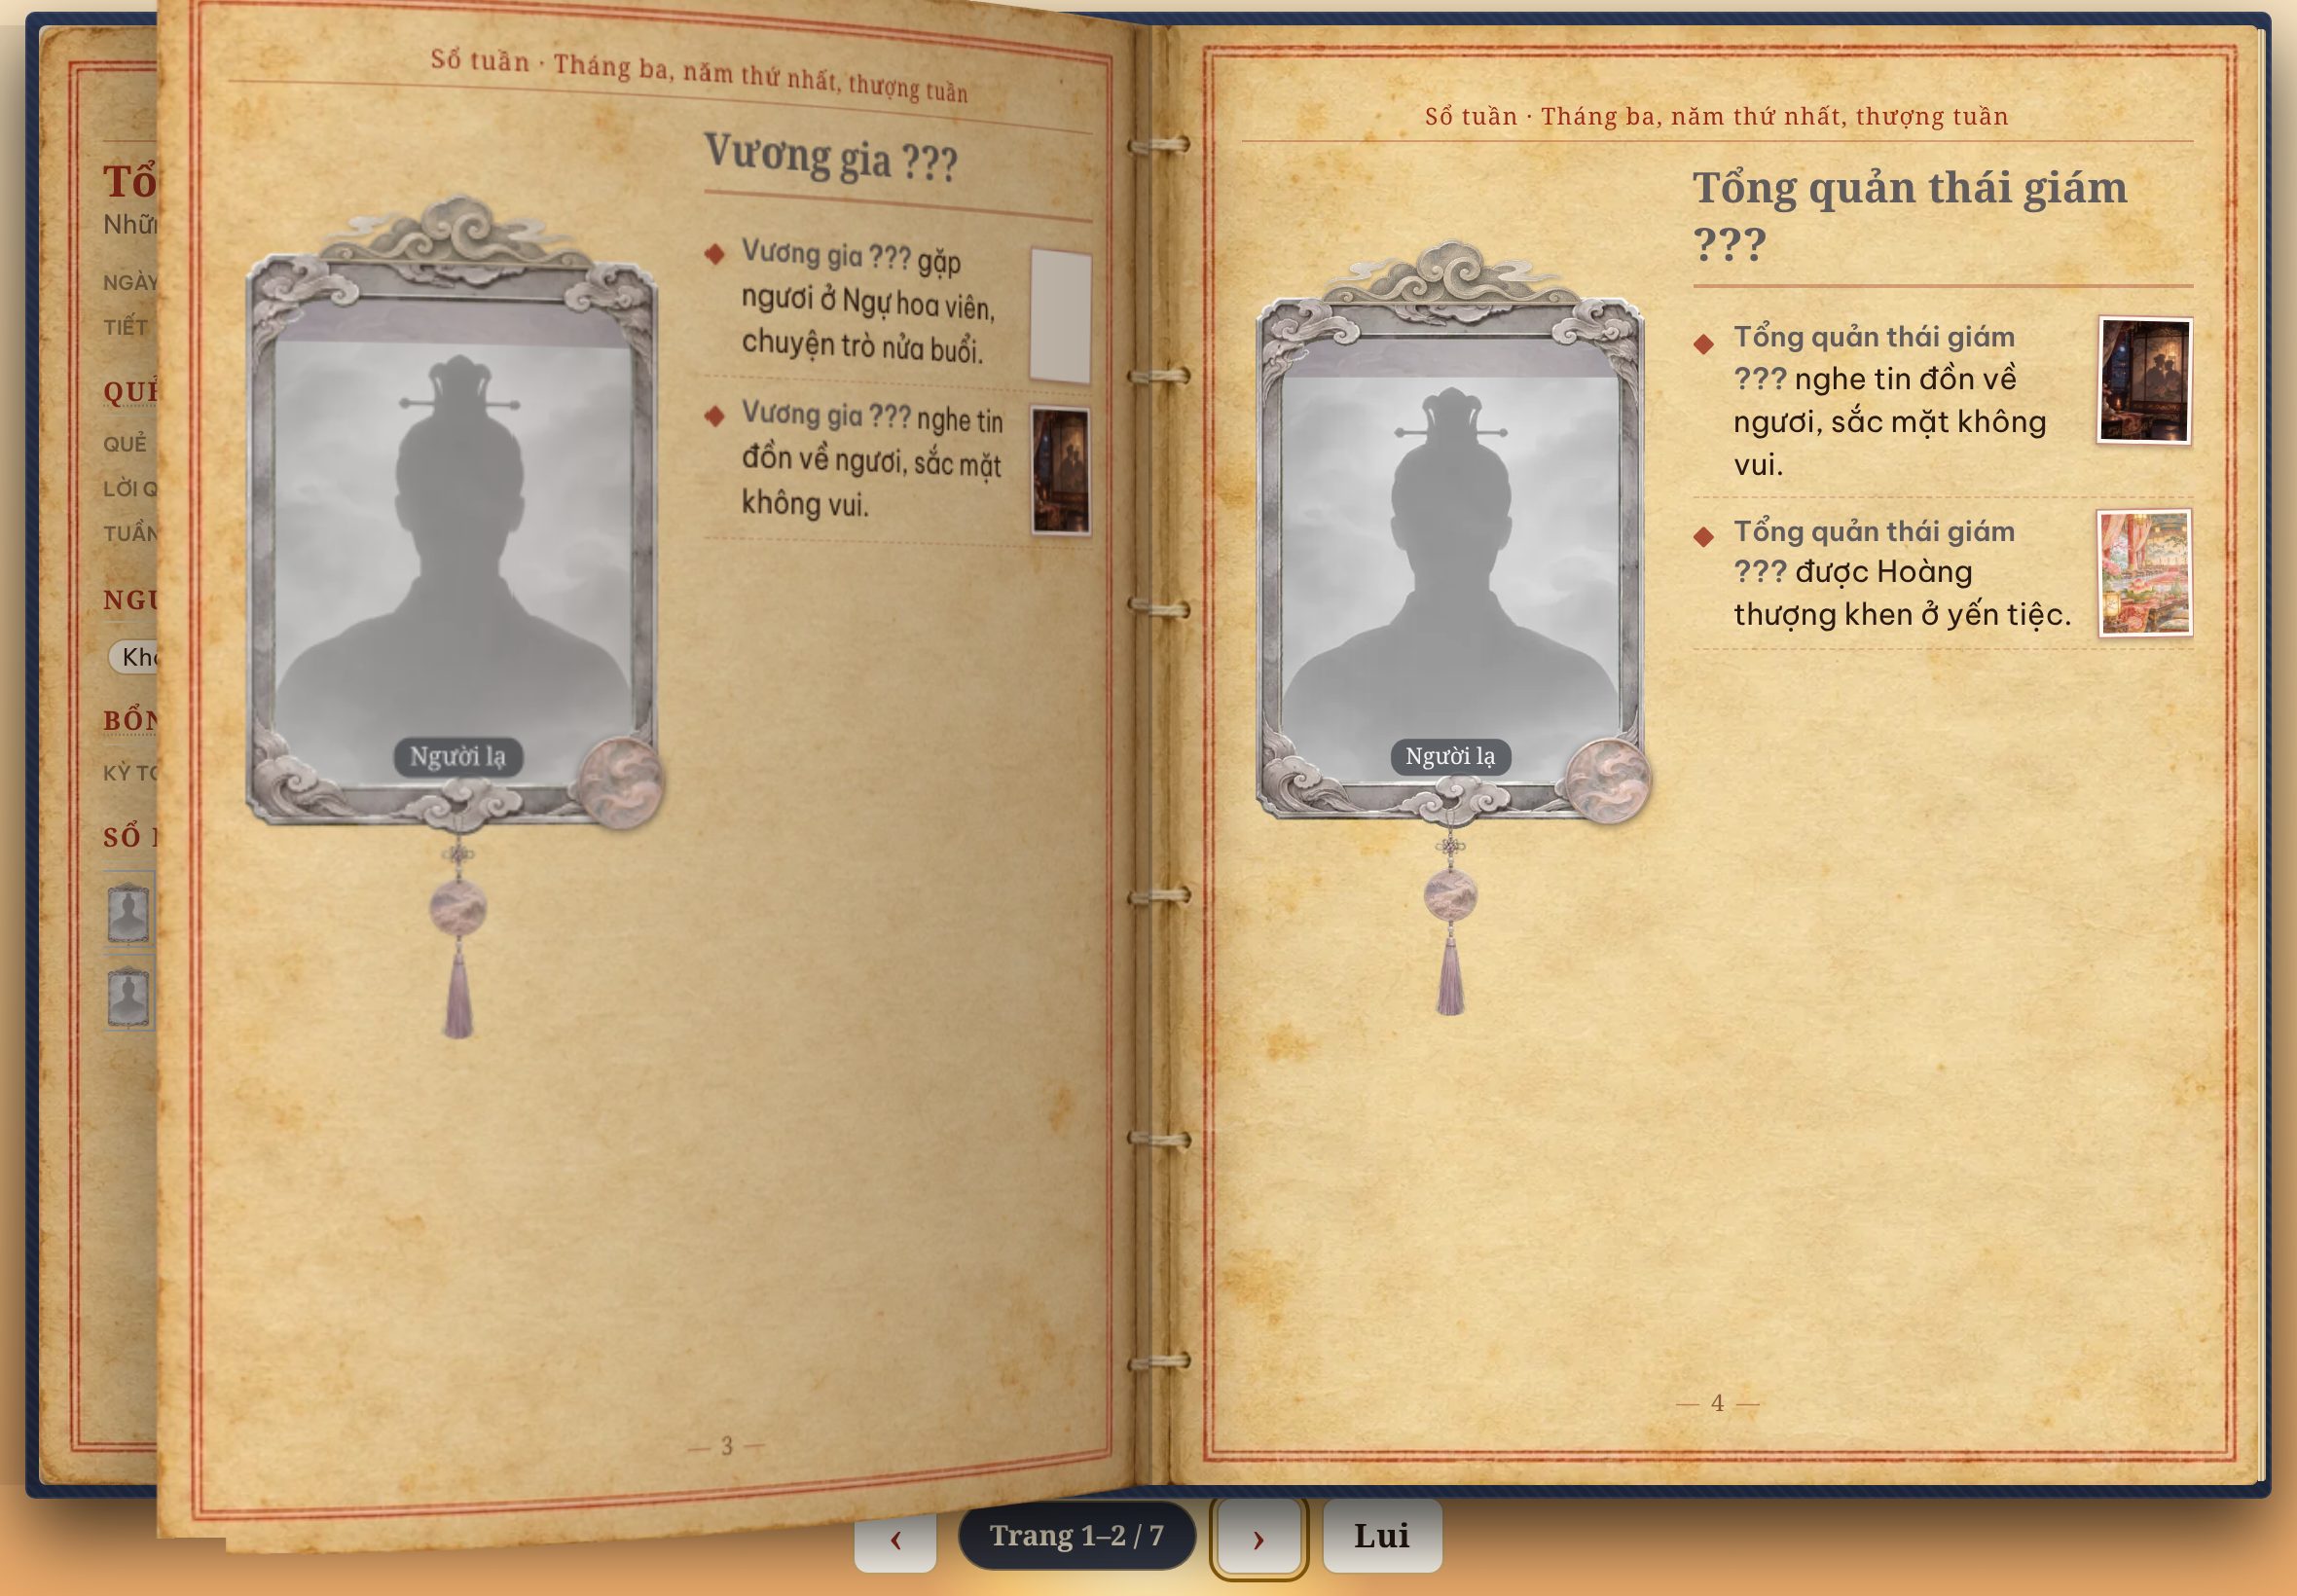 Tổ
Nhữn
NGÀY
TIẾT
QUẺ
QUẺ
LỜI Q
TUẦN
NGƯ
Khô
BỔN
KỲ TO
SỔ
Sổ tuần · Tháng ba, năm thứ nhất, thượng tuần
Vương gia ???
Vương gia ??? gặp
ngươi ở Ngự hoa viên,
chuyện trò nửa buổi.
Vương gia ??? nghe tin
đồn về ngươi, sắc mặt
không vui.
Người lạ
— 3 —
Sổ tuần · Tháng ba, năm thứ nhất, thượng tuần
Tổng quản thái giám
???
Tổng quản thái giám
??? nghe tin đồn về
ngươi, sắc mặt không
vui.
Tổng quản thái giám
??? được Hoàng
thượng khen ở yến tiệc.
Người lạ
— 4 —
‹ Trang 1–2 / 7 › Lui